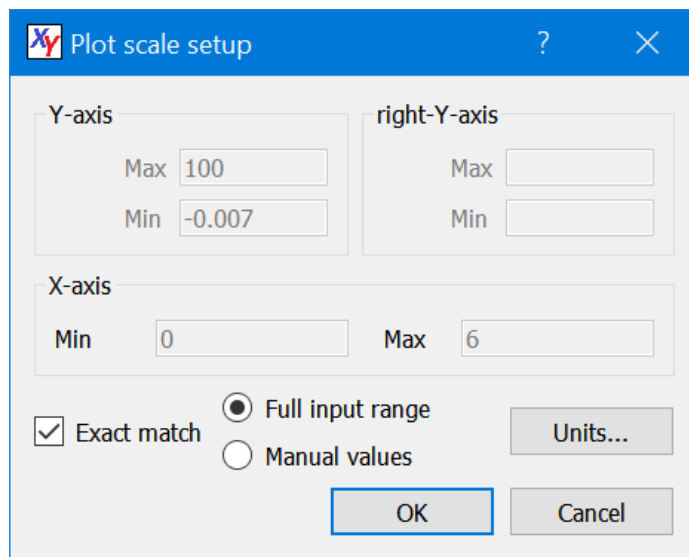 XY Plot scale setup ?
Y-axis
Max 100
Min -0.007
right-Y-axis
Max
Min
X-axis
Min 0 Max 6
Exact match
Full input range
Manual values
Units...
OK Cancel